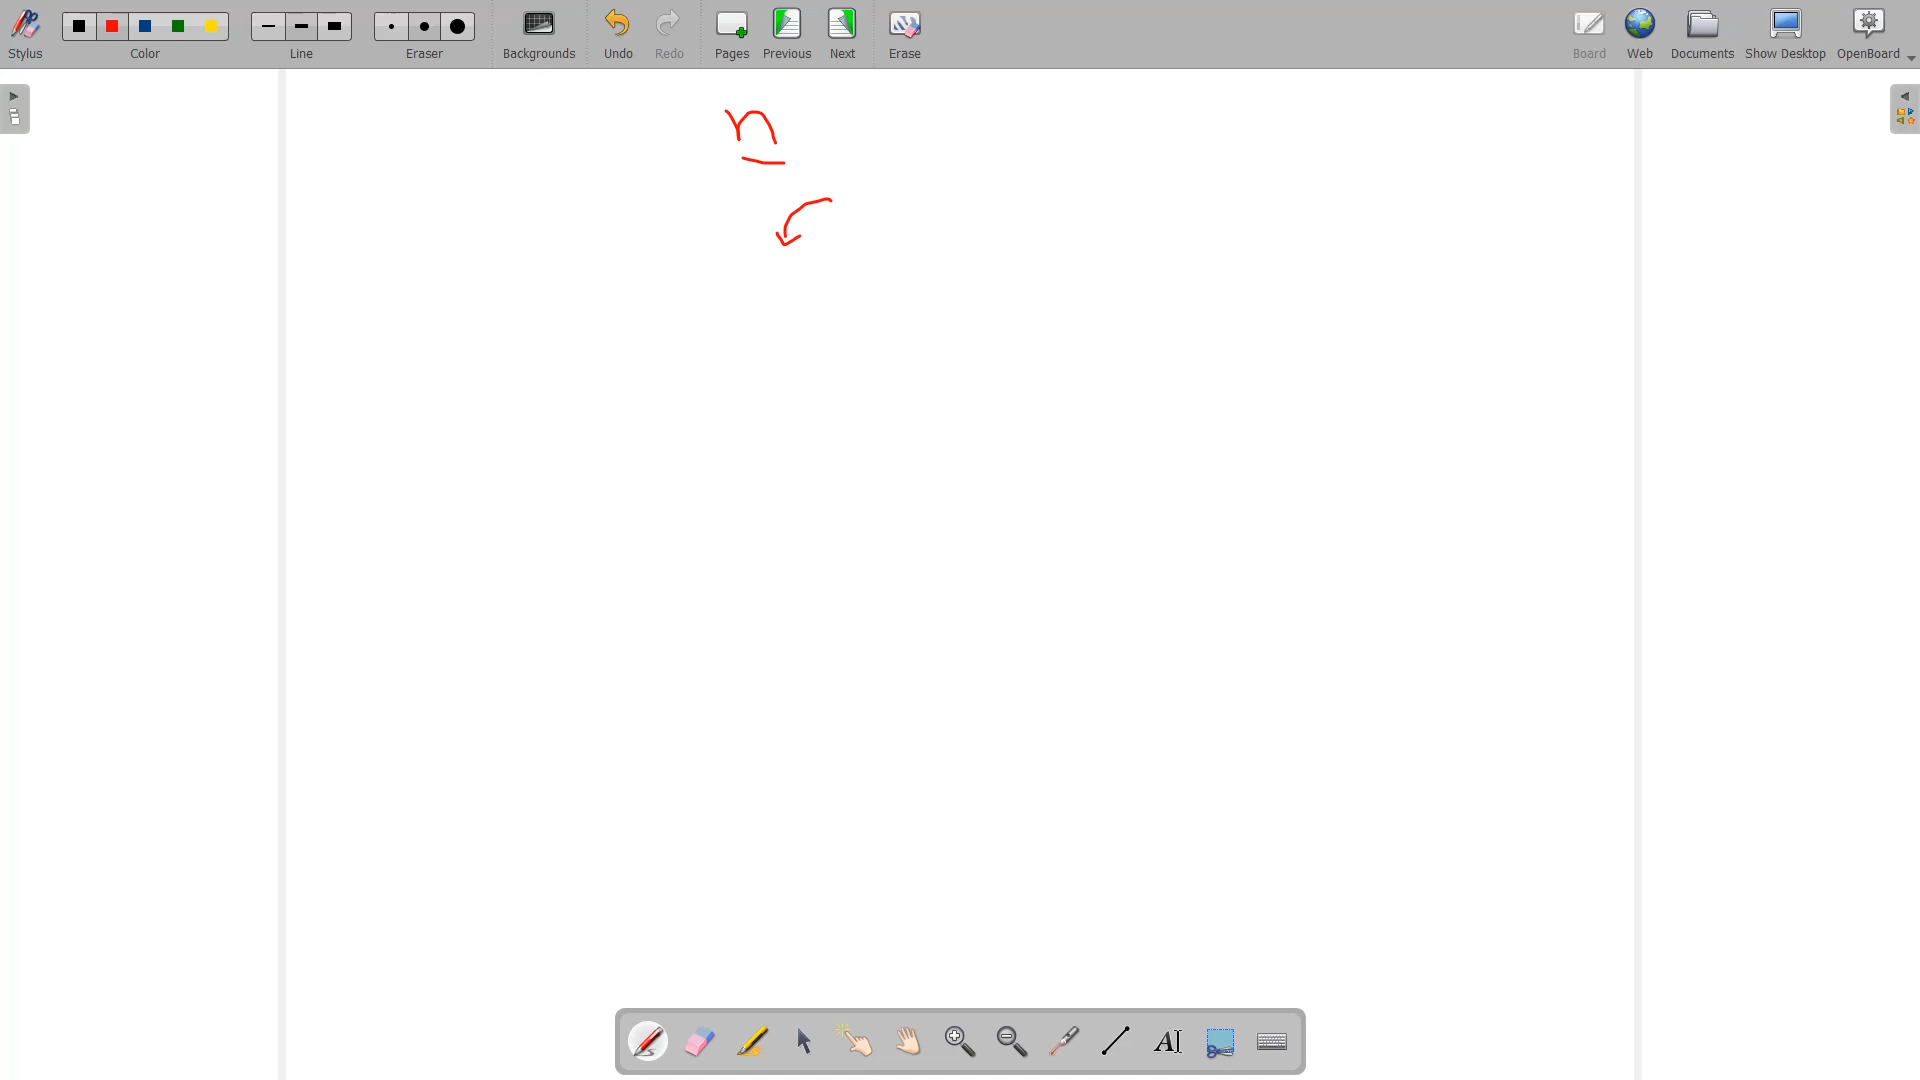 Stylus Color Line Eraser Backgrounds Undo Redo Pages Previous Next Erase Board Web Documents Show Desktop OpenBoard
n
A